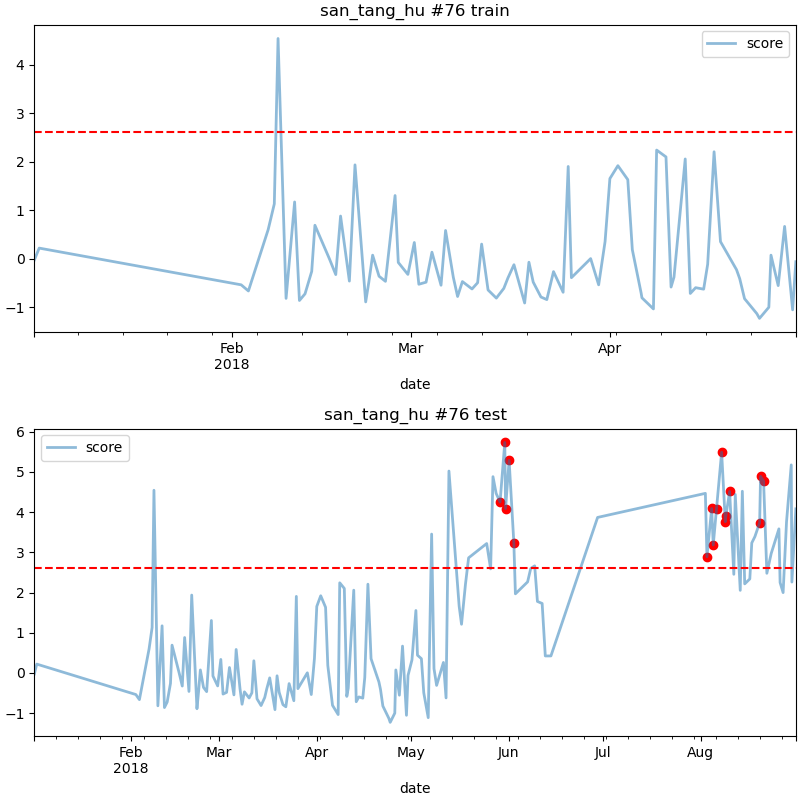 san_tang_hu #76 train
score
4
3
2
1
0
−1
Feb
2018
Mar
Apr
date
san_tang_hu #76 test
score
6
5
4
3
2
1
0
−1
Feb
2018
Mar
Apr
May
Jun
Jul
Aug
date